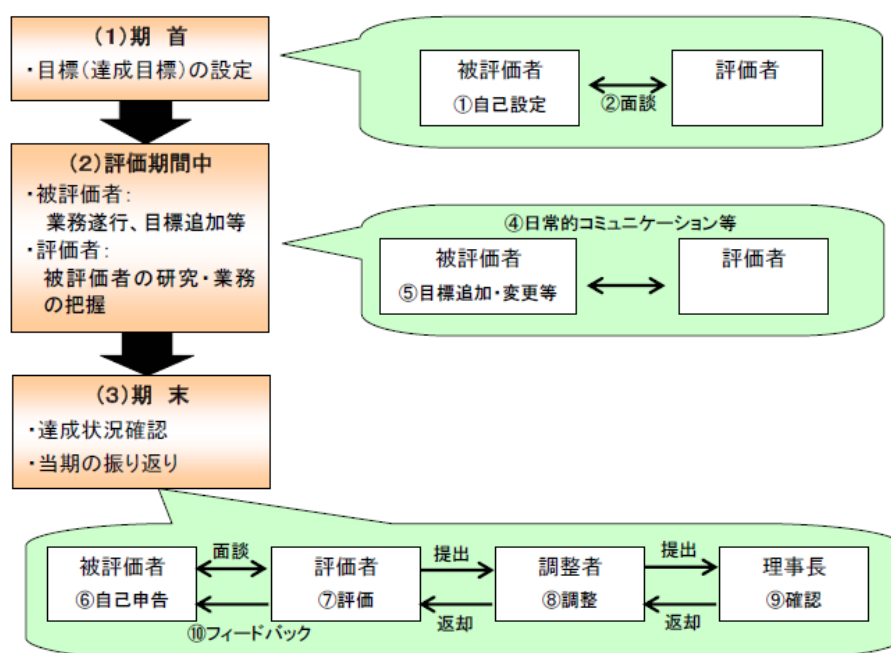 (1)期 首
・目標(達成目標)の設定
被評価者
①自己設定
②面談
評価者
(2)評価期間中
・被評価者:
業務遂行、目標追加等
・評価者:
被評価者の研究・業務
の把握
④日常的コミュニケーション等
被評価者
⑤目標追加・変更等
評価者
(3)期 末
・達成状況確認
・当期の振り返り
被評価者
⑥自己申告
面談
⑩フィードバック
評価者
⑦評価
提出
返却
調整者
⑧調整
提出
返却
理事長
⑨確認